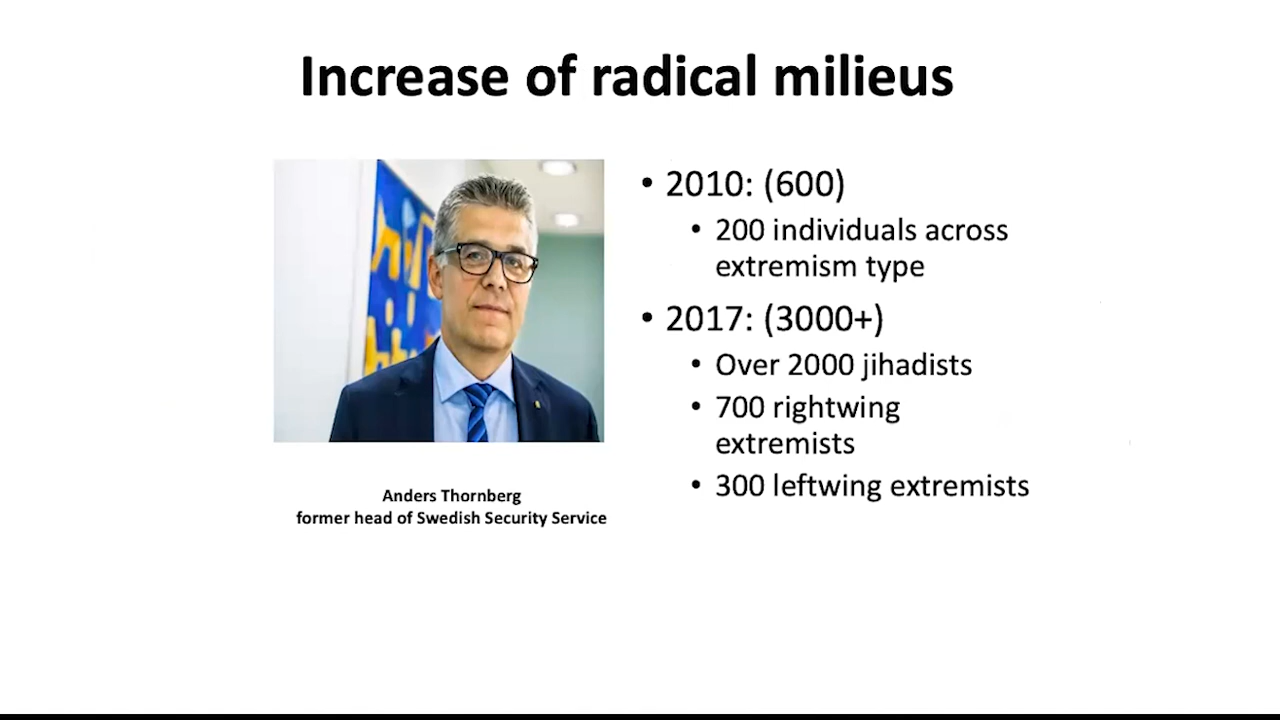 Increase of radical milieus
• 2010: (600)
• 200 individuals across
extremism type
• 2017: (3000+)
• Over 2000 jihadists
• 700 rightwing
extremists
• 300 leftwing extremists
Anders Thornberg
former head of Swedish Security Service